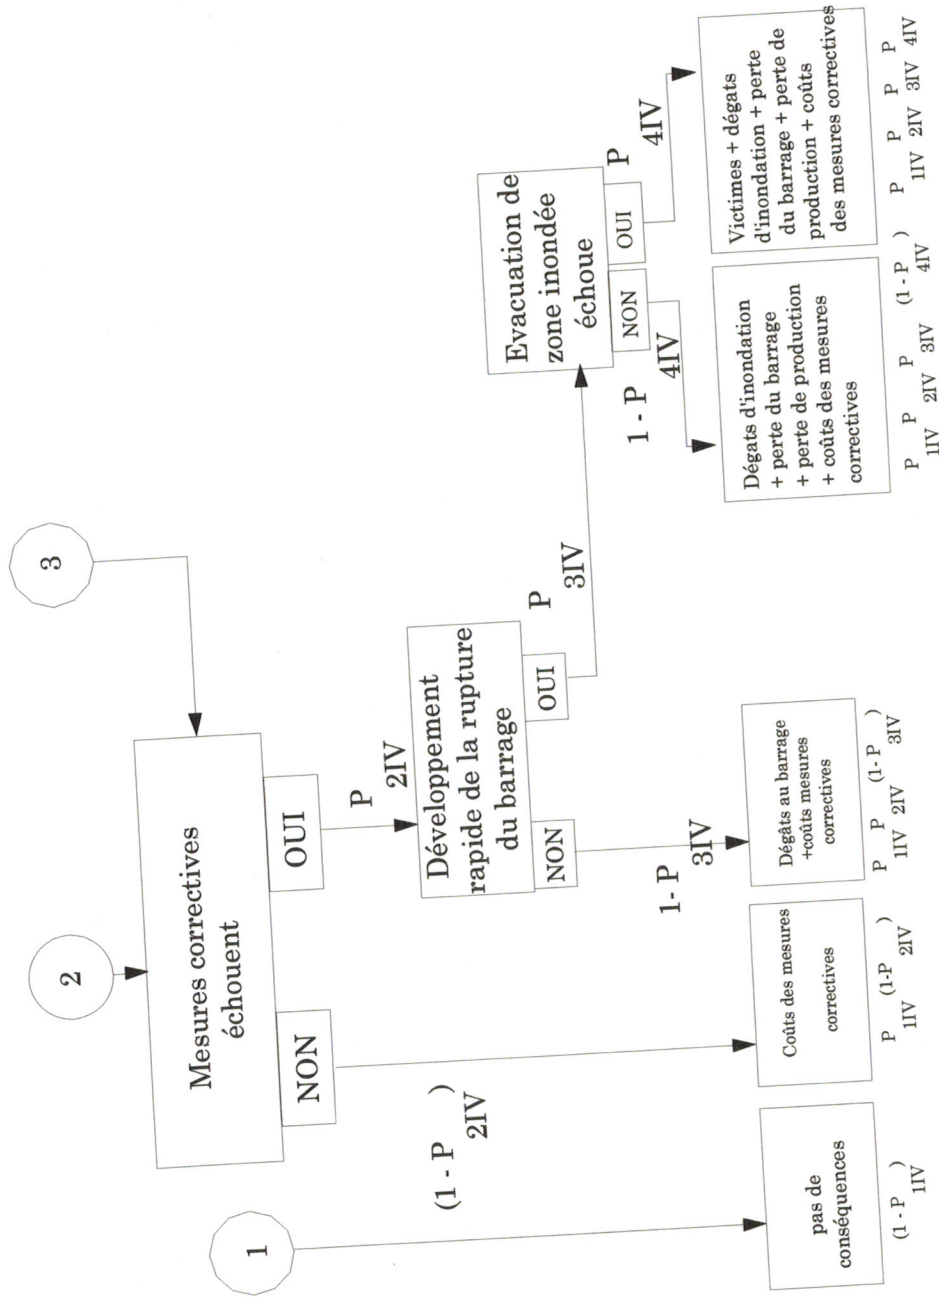 3
2
Mesures correctives
échouent
OUI
NON
P
2IV
(1 - P
2IV
)
1
Développement
rapide de la rupture
du barrage
OUI
NON
P
3IV
1- P
3IV
Evacuation de
zone inondée
échoue
OUI
NON
P
4IV
1 - P
4IV
pas de
conséquences
(1 - P
1IV
)
Coûts des mesures
correctives
P
1IV
(1-P
2IV
)
Dégâts au barrage
+coûts mesures
correctives
P P (1- P )
1IV 2IV 3IV
Dégats d'inondation
+ perte du barrage
+ perte de production
+ coûts des mesures
correctives
P P P (1 - P )
1IV 2IV 3IV 4IV
Victimes + dégats
d'inondation + perte
du barrage + perte de
production + coûts
des mesures correctives
P P P P
1IV 2IV 3IV 4IV